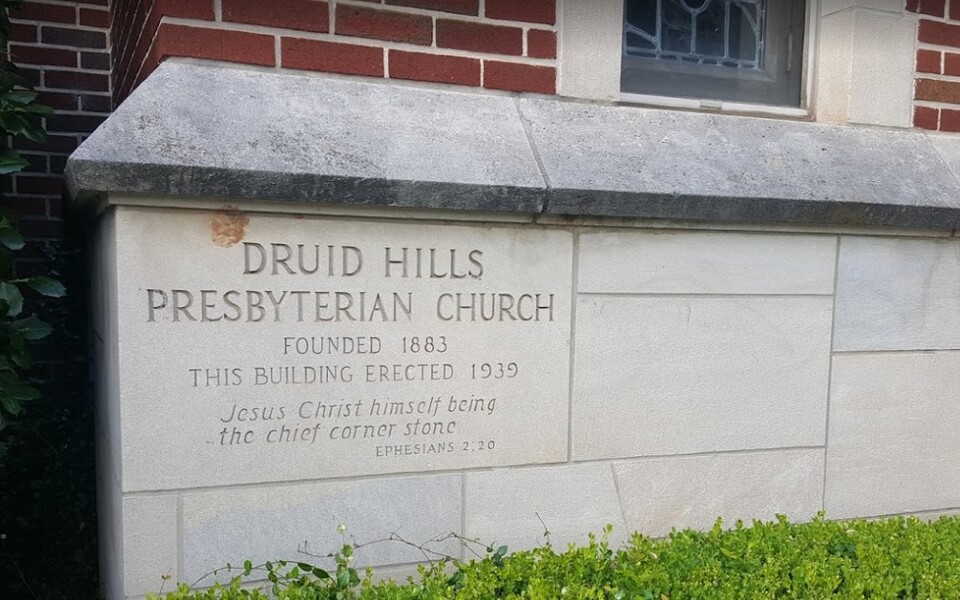 DRUID HILLS
PRESBYTERIAN CHURCH
FOUNDED 1883
THIS BUILDING ERECTED 1939
Jesus Christ himself being
the chief corner stone
EPHESIANS 2,20